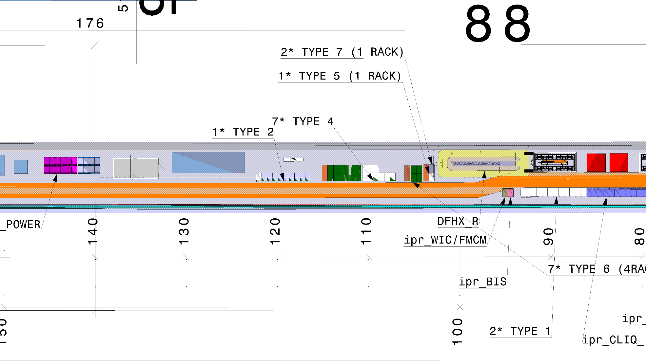 176
5
88
2* TYPE 7 (1 RACK)
1* TYPE 5 (1 RACK)
7* TYPE 4
1* TYPE 2
_POWER
DFHX_R
ipr_WIC/FMCM
7* TYPE 6 (4RA
ipr_BIS
ipr_
2* TYPE 1
ipr_CLIQ_
150
140
130
120
110
100
90
80